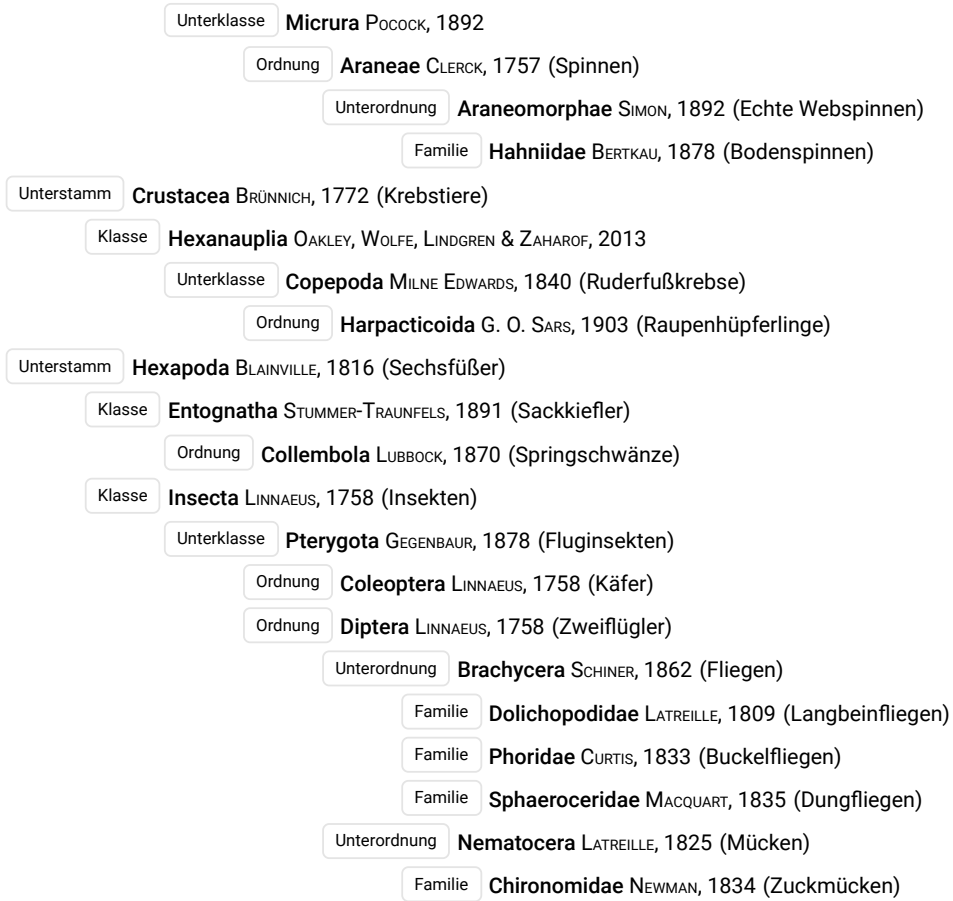 Unterklasse Micrura Pocock, 1892
Ordnung Araneae Clerck, 1757 (Spinnen)
Unterordnung Araneomorphae Simon, 1892 (Echte Webspinnen)
Familie Hahniidae Bertkau, 1878 (Bodenspinnen)
Unterstamm Crustacea Brünnich, 1772 (Krebstiere)
Klasse Hexanauplia Oakley, Wolfe, Lindgren & Zaharof, 2013
Unterklasse Copepoda Milne Edwards, 1840 (Ruderfußkrebse)
Ordnung Harpacticoida G. O. Sars, 1903 (Raupenhüpferlinge)
Unterstamm Hexapoda Blainville, 1816 (Sechsfüßer)
Klasse Entognatha Stummer-Traunfels, 1891 (Sackkiefler)
Ordnung Collembola Lubbock, 1870 (Springschwänze)
Klasse Insecta Linnaeus, 1758 (Insekten)
Unterklasse Pterygota Gegenbaur, 1878 (Fluginsekten)
Ordnung Coleoptera Linnaeus, 1758 (Käfer)
Ordnung Diptera Linnaeus, 1758 (Zweiflügler)
Unterordnung Brachycera Schiner, 1862 (Fliegen)
Familie Dolichopodidae Latreille, 1809 (Langbeinfliegen)
Familie Phoridae Curtis, 1833 (Buckelfliegen)
Familie Sphaeroceridae Macquart, 1835 (Dungfliegen)
Unterordnung Nematocera Latreille, 1825 (Mücken)
Familie Chironomidae Newman, 1834 (Zuckmücken)